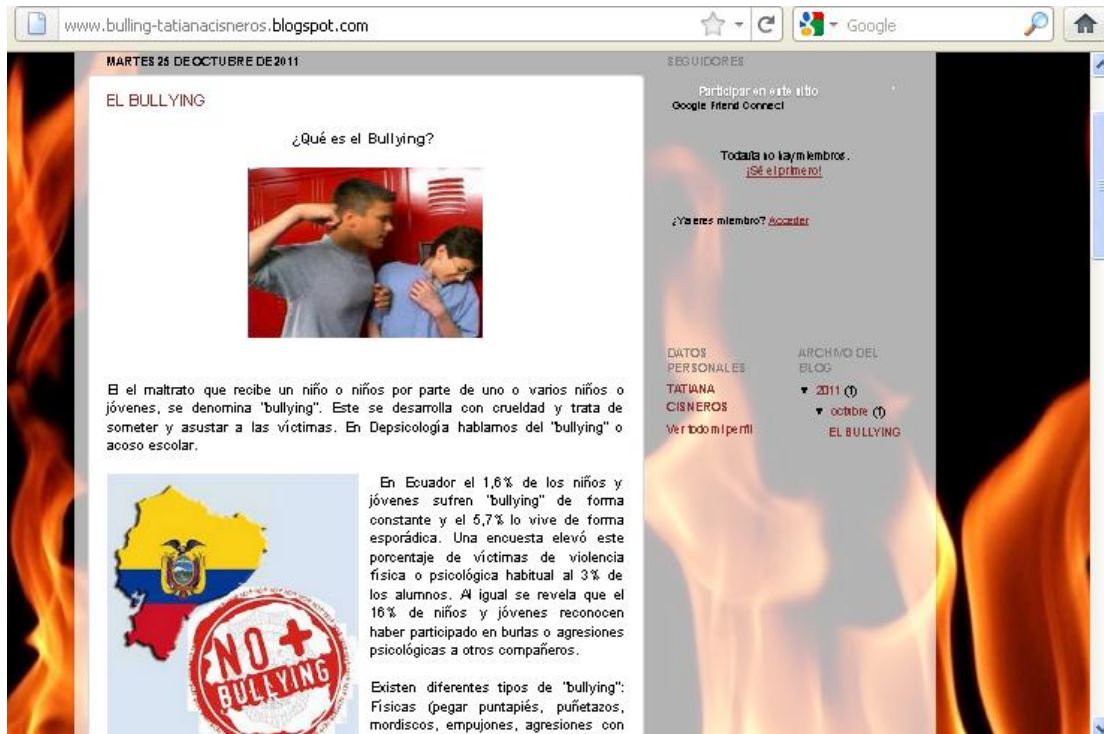 www.bulling-tatianacisneros.blogspot.com
Google
MARTES 25 DE OCTUBRE DE 2011
EL BULLYING
¿Qué es el Bullying?
El el maltrato que recibe un niño o niños por parte de uno o varios niños o
jóvenes, se denomina "bullying". Este se desarrolla con crueldad y trata de
someter y asustar a las víctimas. En Depsicología hablamos del "bullying" o
acoso escolar.
En Ecuador el 1,6% de los niños y
jóvenes sufren "bullying" de forma
constante y el 5,7% lo vive de forma
esporádica. Una encuesta elevó este
porcentaje de víctimas de violencia
física o psicológica habitual al 3% de
los alumnos. Al igual se revela que el
16% de niños y jóvenes reconocen
haber participado en burlas o agresiones
psicológicas a otros compañeros.
NO +
BULLYING
Existen diferentes tipos de "bullying":
Físicas (pegar puntapiés, puñetazos,
mordiscos, empujones, agresiones con
SEGUIDORES
Participar en este sitio
Google Friend Connect
Todavía no hay miembros.
¡Sé el primero!
¿Ya eres miembro? Acceder
DATOS
PERSONALES
TATIANA
CISNEROS
Ver todo mi perfil
ARCHIVO DEL
BLOG
▼ 2011 (1)
▼ octubre (1)
EL BULLYING